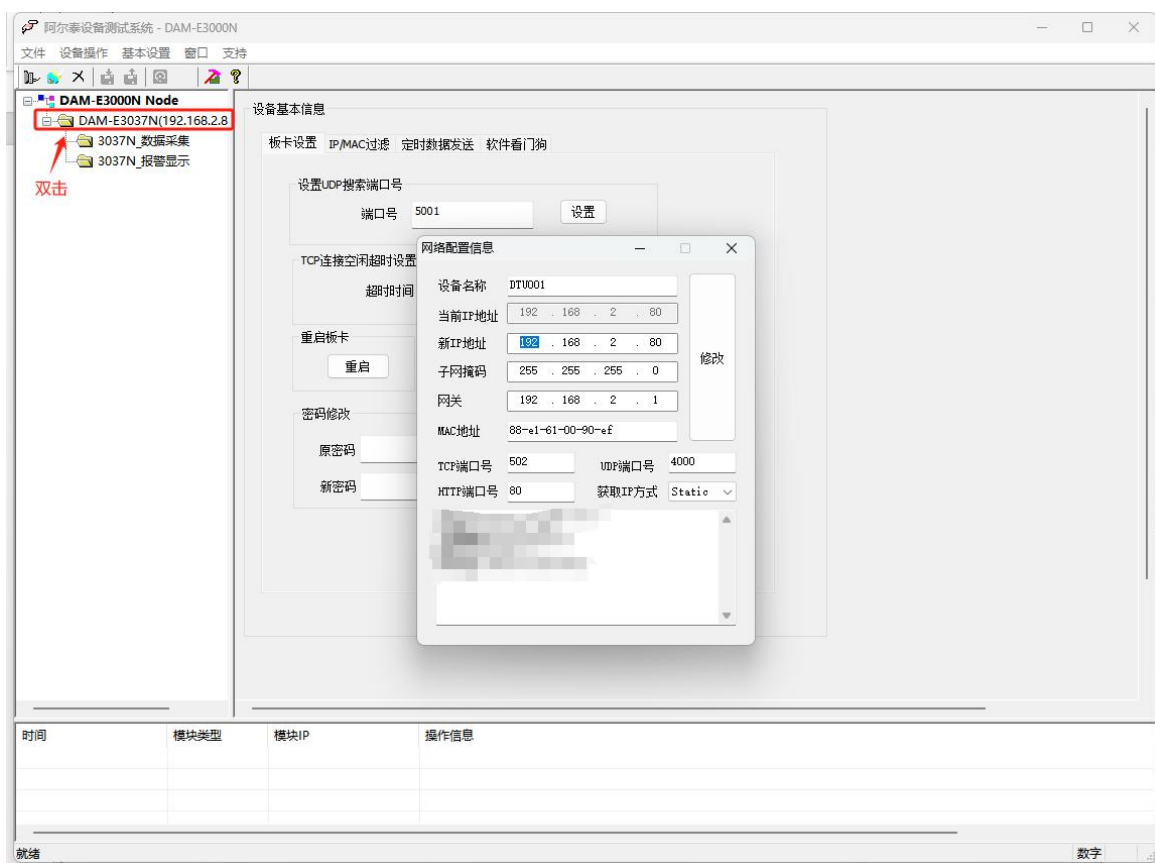 阿尔泰设备测试系统 - DAM-E3000N
文件 设备操作 基本设置 窗口 支持
DAM-E3000N Node
DAM-E3037N(192.168.2.8
3037N_数据采集
3037N_报警显示
双击
设备基本信息
板卡设置 IP/MAC过滤 定时数据发送 软件看门狗
设置UDP搜索端口号
端口号 5001 设置
TCP连接空闲超时设置
超时时间
重启板卡
重启
密码修改
原密码
新密码
网络配置信息
设备名称 DTU001
当前IP地址 192 . 168 . 2 . 80
新IP地址 192 . 168 . 2 . 80
子网掩码 255 . 255 . 255 . 0
网关 192 . 168 . 2 . 1
MAC地址 88-e1-61-00-90-ef
修改
TCP端口号 502 UDP端口号 4000
HTTP端口号 80 获取IP方式 Static
时间 模块类型 模块IP 操作信息
就绪 数字